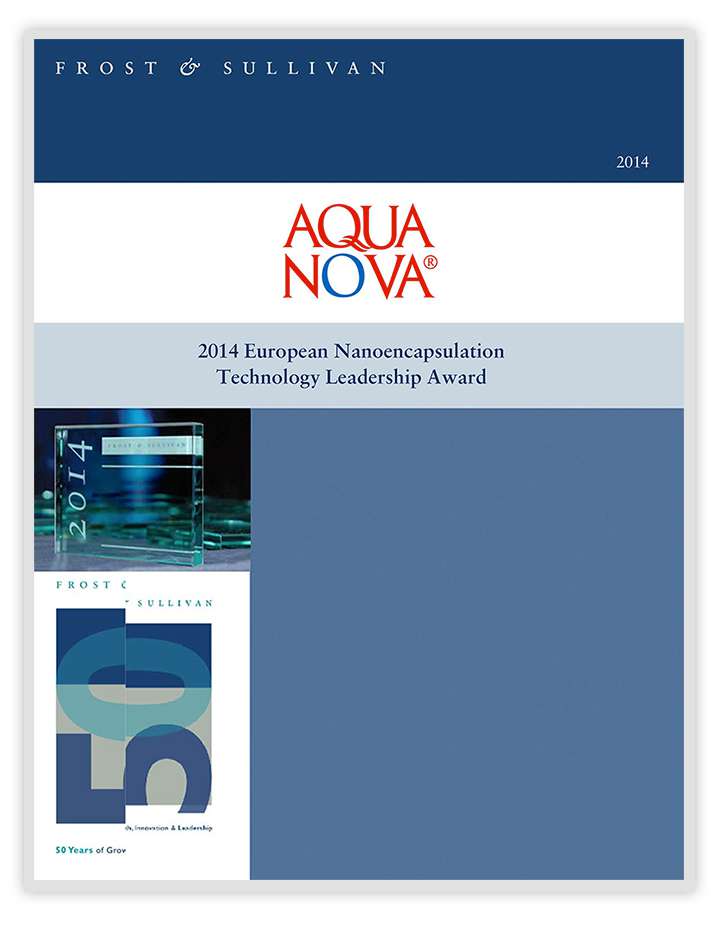 FROST & SULLIVAN
2014
AQUA
NOVA®
2014 European Nanoencapsulation
Technology Leadership Award
2014
FROST & SULLIVAN
FROST
SULLIVAN
50
, Innovation & Leadership
50 Years of Grow